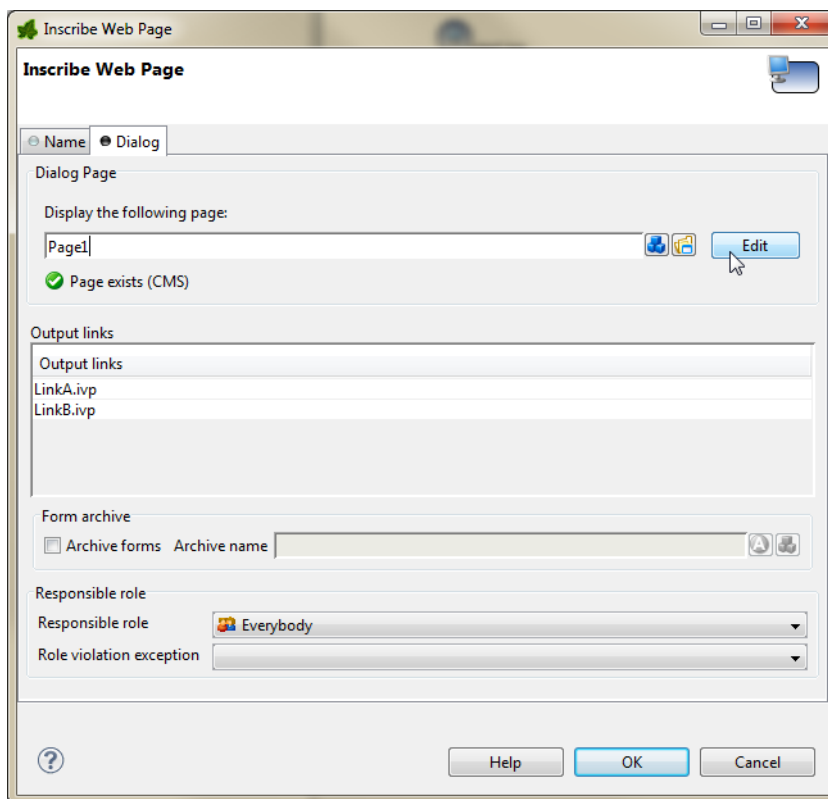 Inscribe Web Page
Inscribe Web Page
Name Dialog
Dialog Page
Display the following page:
Page1 Edit
Page exists (CMS)
Output links
Output links
LinkA.ivp
LinkB.ivp
Form archive
Archive forms Archive name A
Responsible role
Responsible role Everybody
Role violation exception
? Help OK Cancel